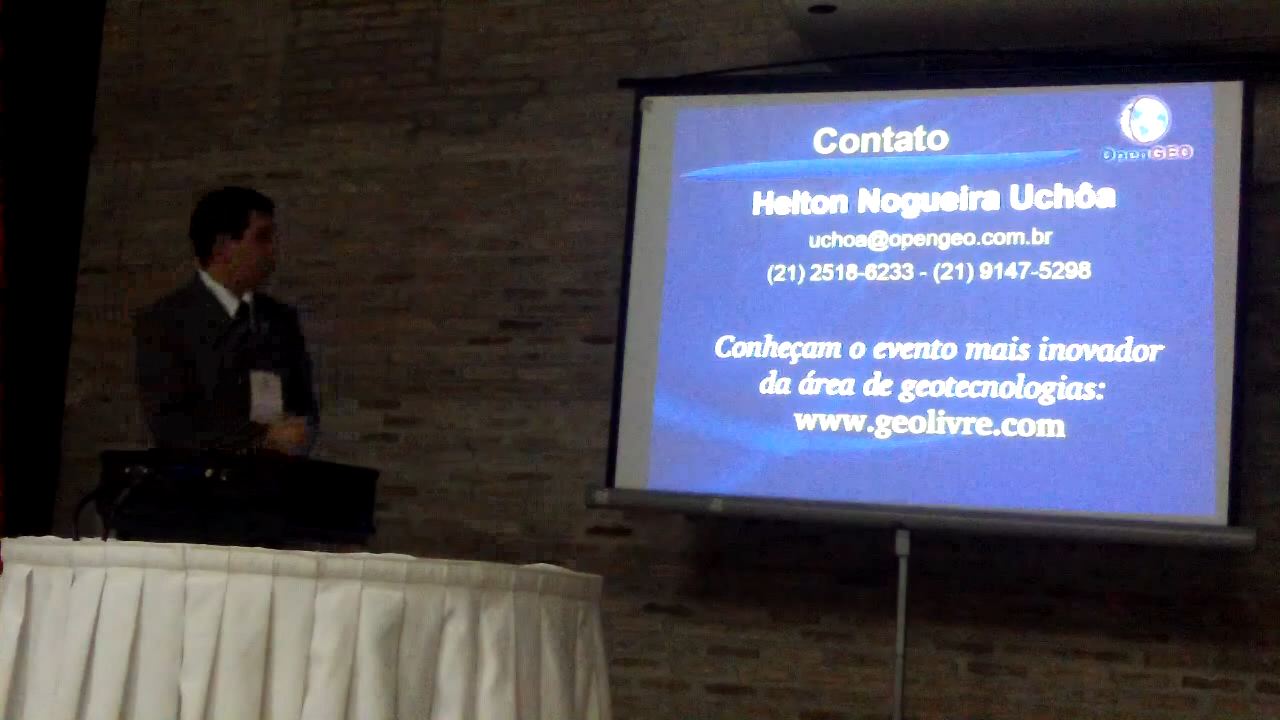 Contato
OpenGEO
Helton Nogueira Uchôa
uchoa@opengeo.com.br
(21) 2518-6233 - (21) 9147-5298
Conheçam o evento mais inovador
da área de geotecnologias:
www.geolivre.com